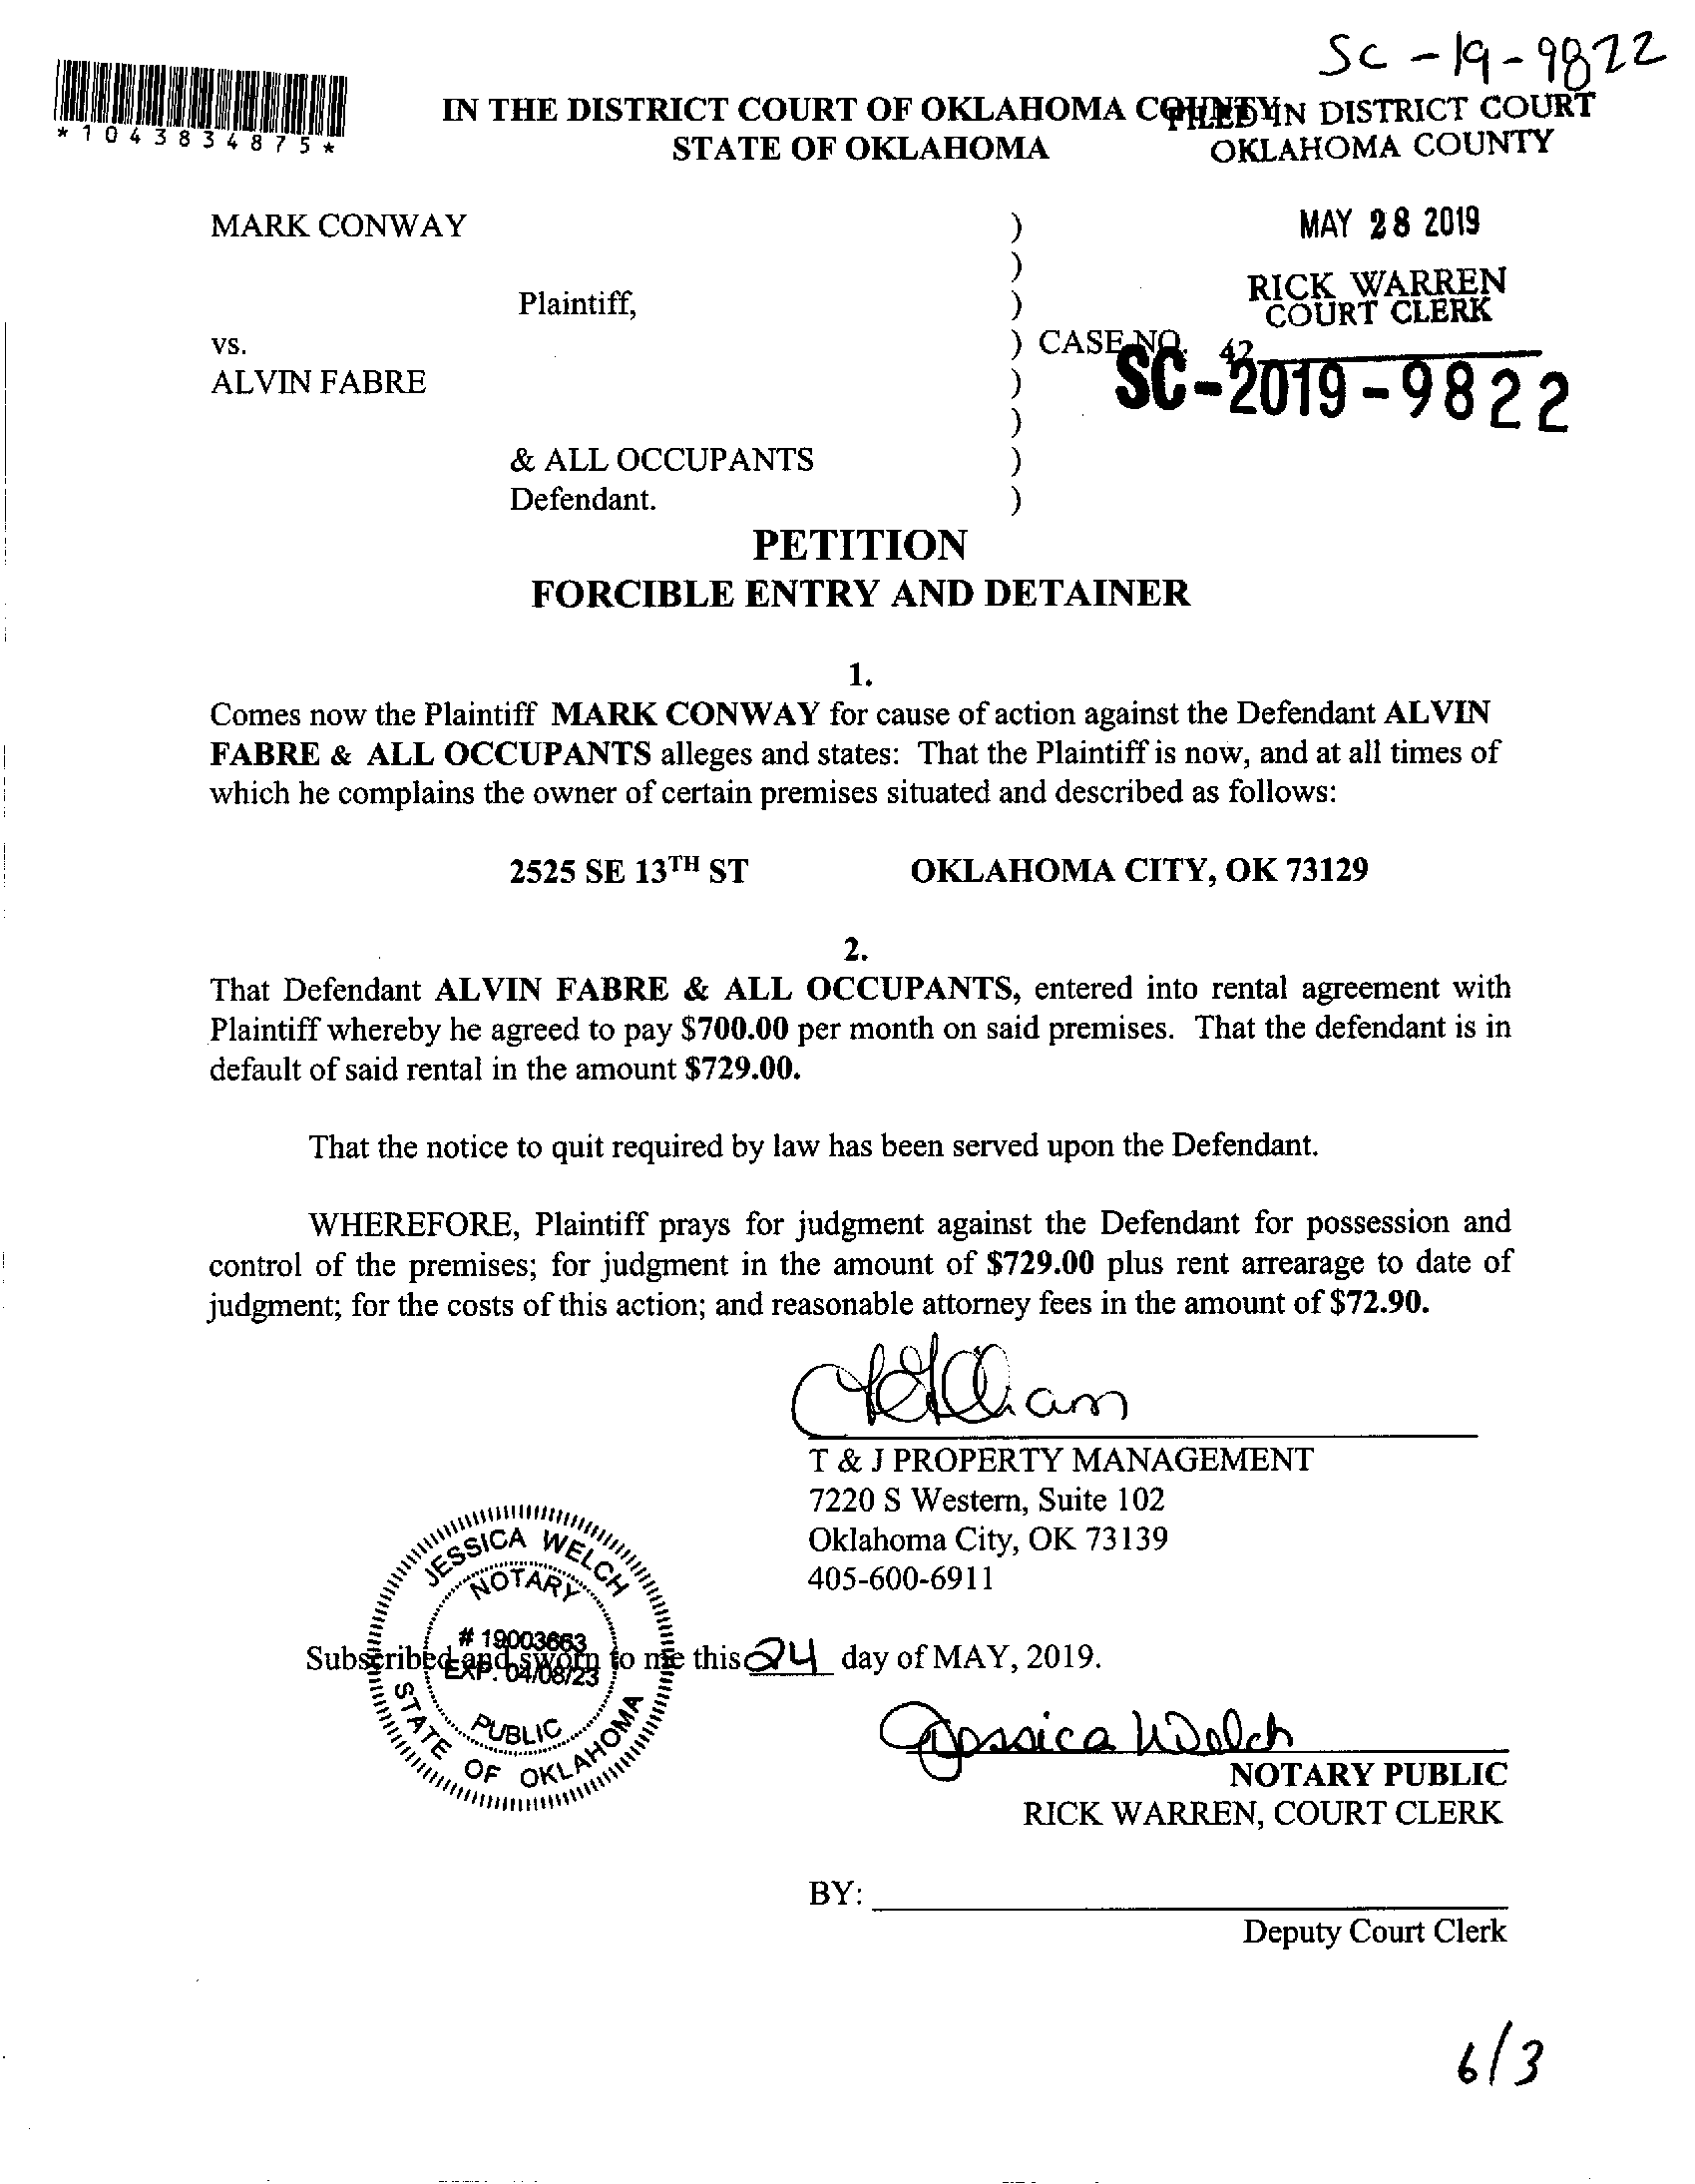 SC-19-9822
*1043834875*
IN THE DISTRICT COURT OF OKLAHOMA COUNTY
STATE OF OKLAHOMA
FILED IN DISTRICT COURT
OKLAHOMA COUNTY
MAY 28 2019
RICK WARREN
COURT CLERK
42
MARK CONWAY )
)
Plaintiff, )
vs. ) CASE NO.
SC-2019-9822
ALVIN FABRE )
)
& ALL OCCUPANTS )
Defendant. )
PETITION
FORCIBLE ENTRY AND DETAINER
1.
Comes now the Plaintiff MARK CONWAY for cause of action against the Defendant ALVIN
FABRE & ALL OCCUPANTS alleges and states: That the Plaintiff is now, and at all times of
which he complains the owner of certain premises situated and described as follows:
2525 SE 13TH ST OKLAHOMA CITY, OK 73129
2.
That Defendant ALVIN FABRE & ALL OCCUPANTS, entered into rental agreement with
Plaintiff whereby he agreed to pay $700.00 per month on said premises. That the defendant is in
default of said rental in the amount $729.00.
That the notice to quit required by law has been served upon the Defendant.
WHEREFORE, Plaintiff prays for judgment against the Defendant for possession and
control of the premises; for judgment in the amount of $729.00 plus rent arrearage to date of
judgment; for the costs of this action; and reasonable attorney fees in the amount of $72.90.
T & J PROPERTY MANAGEMENT
7220 S Western, Suite 102
Oklahoma City, OK 73139
405-600-6911
JESSICA WELCH
NOTARY
# 19003663
EXP. 04/08/23
PUBLIC
STATE OF OKLAHOMA
Subscribed and sworn to me this 24 day of MAY, 2019.
Jessica Welch
NOTARY PUBLIC
RICK WARREN, COURT CLERK
BY:
Deputy Court Clerk
6/3